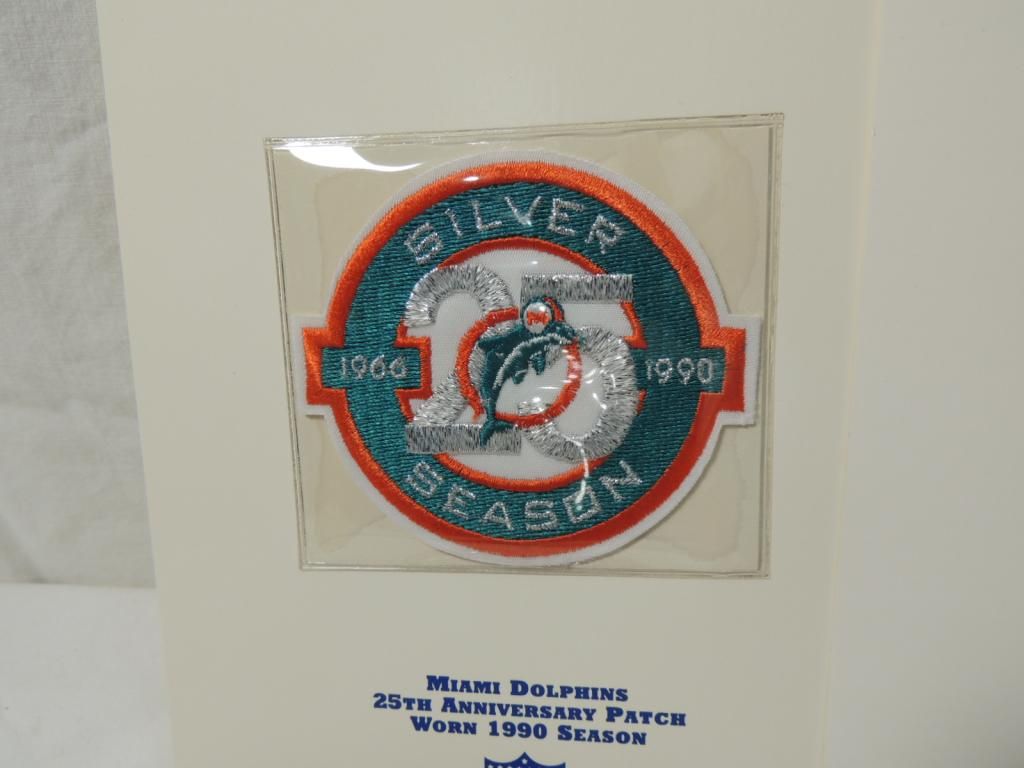 SILVER
25
1966
1990
SEASON
MIAMI DOLPHINS
25TH ANNIVERSARY PATCH
WORN 1990 SEASON